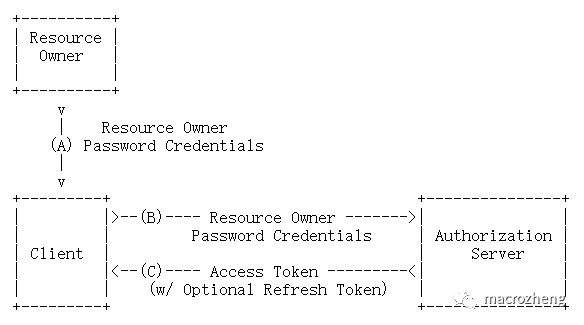 Resource
Owner
v
Resource Owner
(A) Password Credentials
v
>--(B)---- Resource Owner ------->
Password Credentials
Client
Authorization
Server
<--(C)---- Access Token ---------<
(w/ Optional Refresh Token)
macrozheng